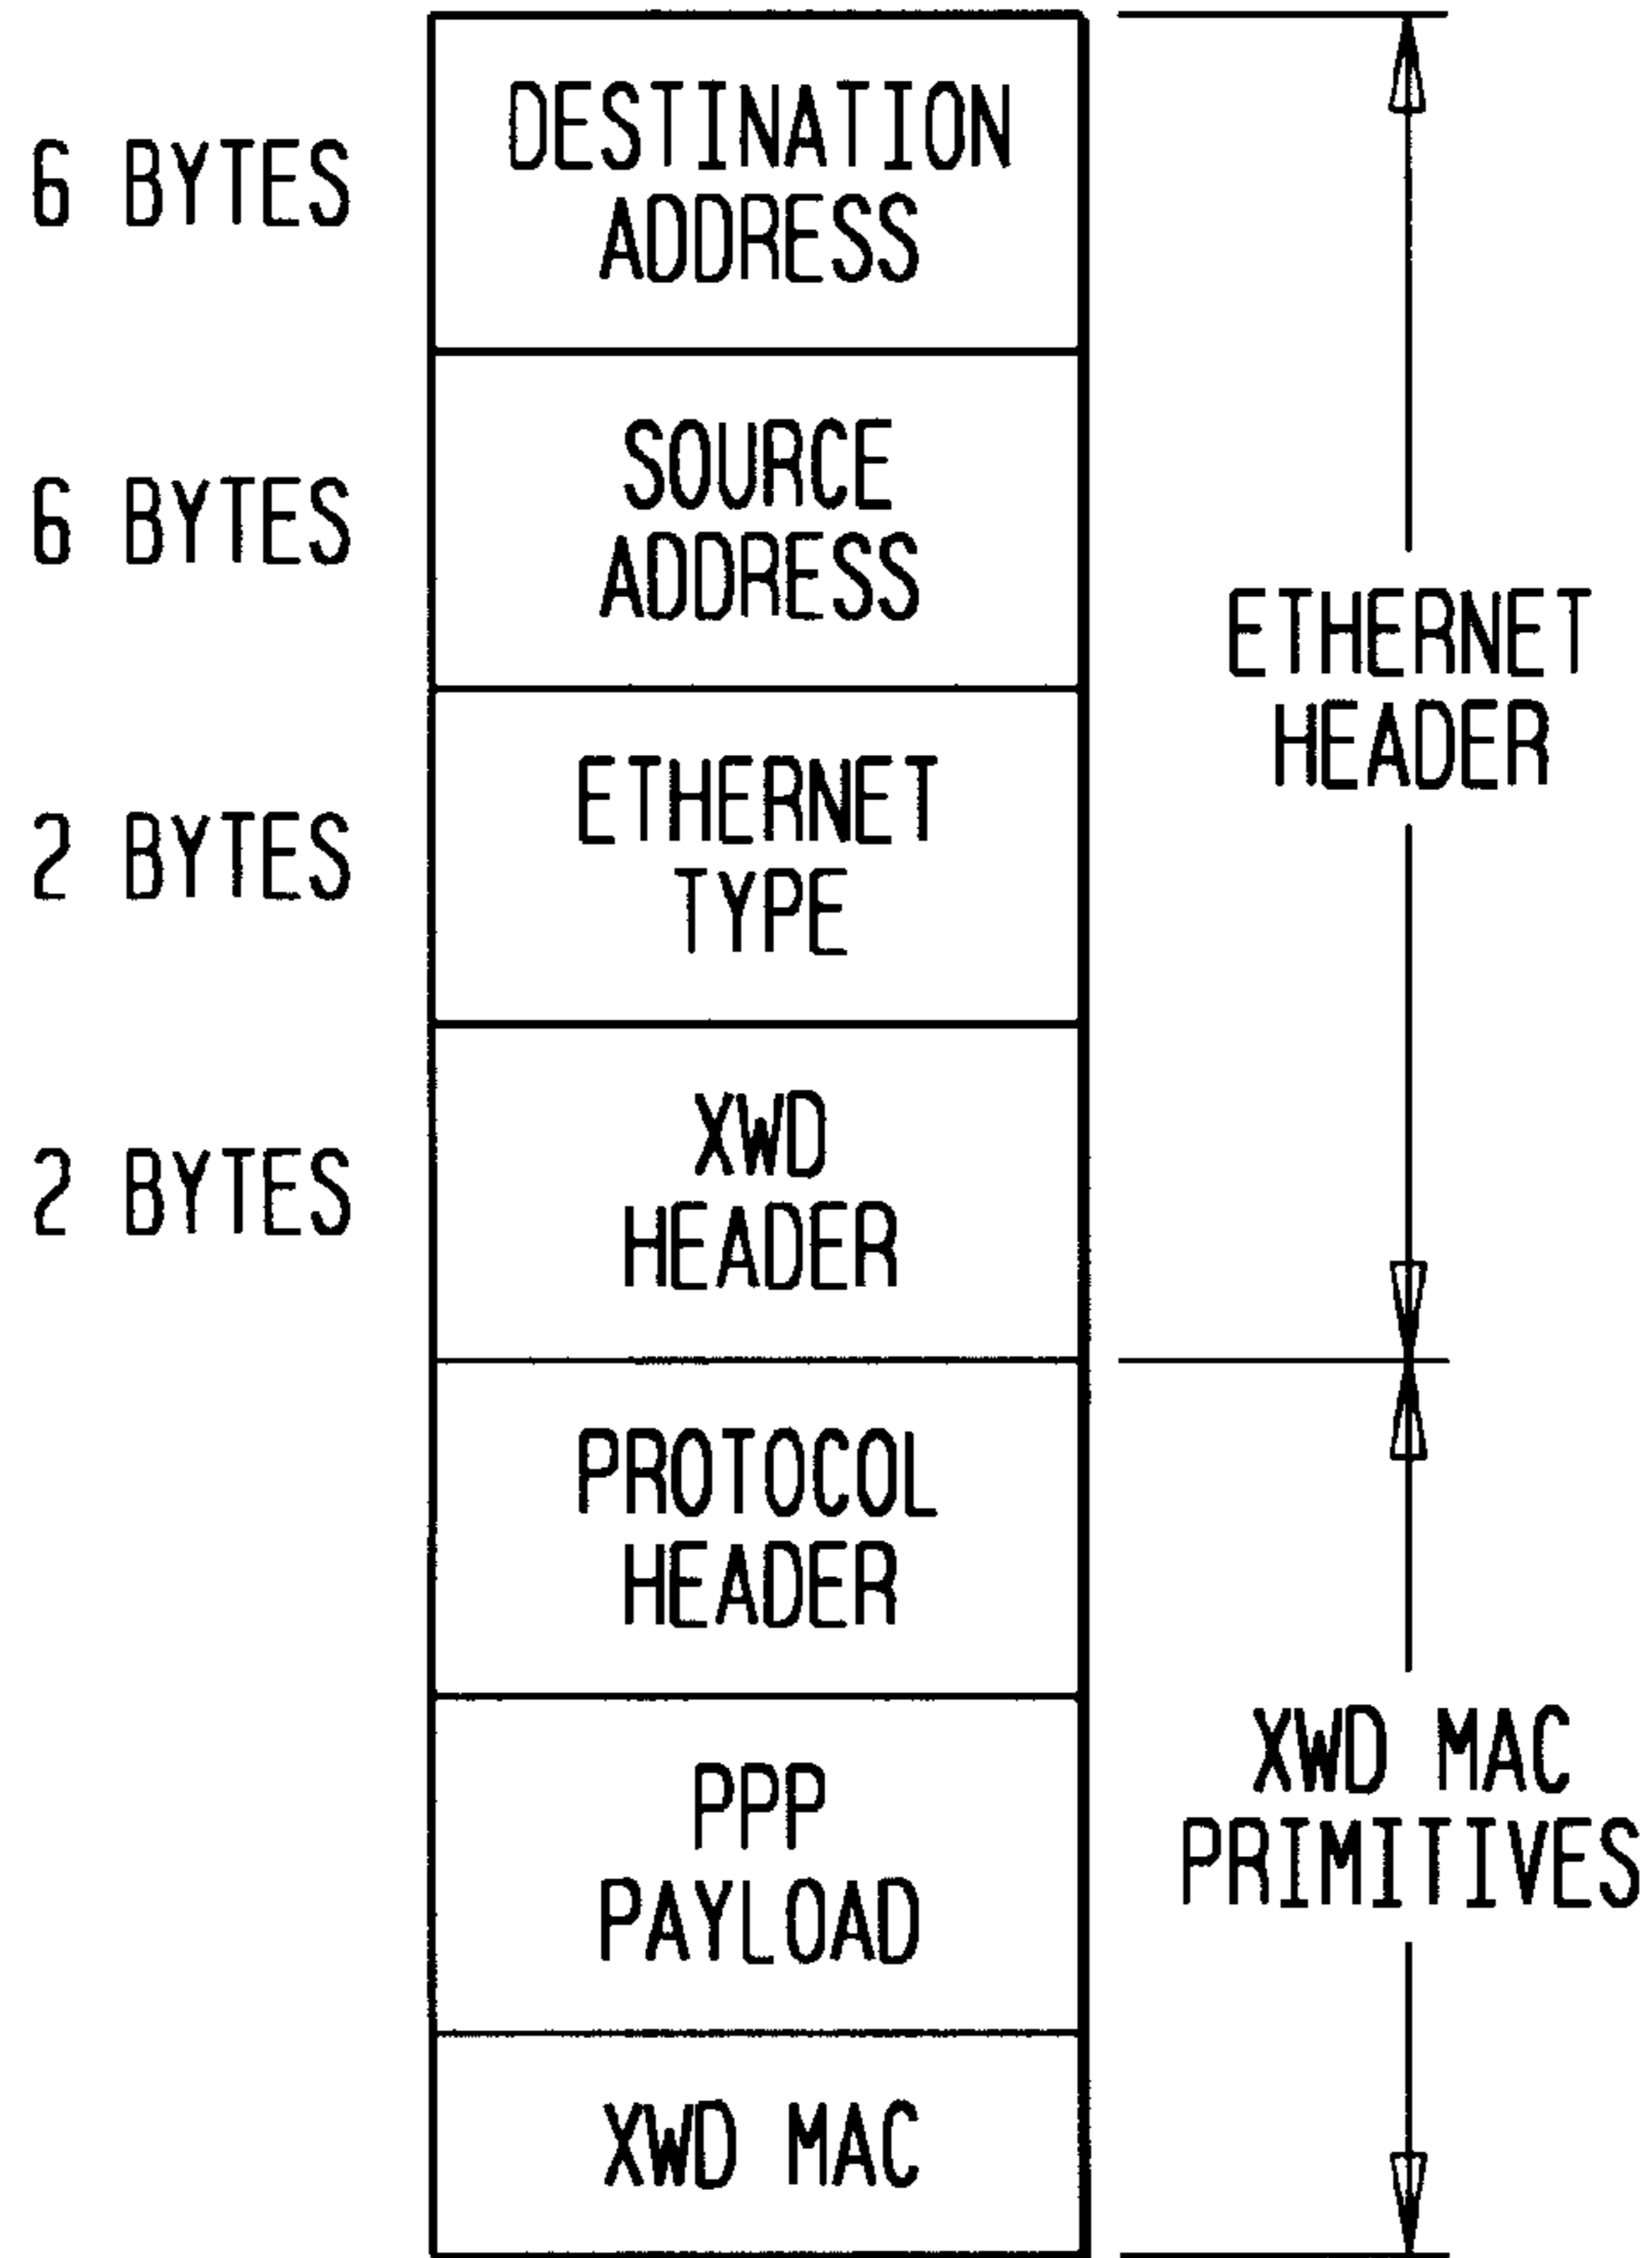 6 BYTES
DESTINATION
ADDRESS
6 BYTES
SOURCE
ADDRESS
ETHERNET
HEADER
2 BYTES
ETHERNET
TYPE
2 BYTES
XWD
HEADER
PROTOCOL
HEADER
PPP
PAYLOAD
XWD MAC
PRIMITIVES
XWD MAC